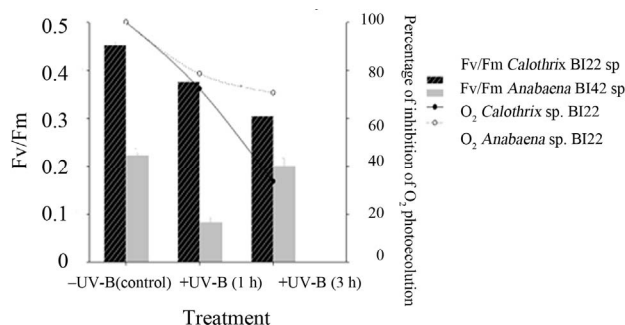 0.5
0.4
0.3
0.2
0.1
0
Fv/Fm
100
80
60
40
20
0
Percentage of inhibition of O2 photoecolution
–UV-B(control) +UV-B (1 h) +UV-B (3 h)
Treatment
Fv/Fm Calothrix BI22 sp
Fv/Fm Anabaena BI42 sp
O2 Calothrix sp. BI22
O2 Anabaena sp. BI22